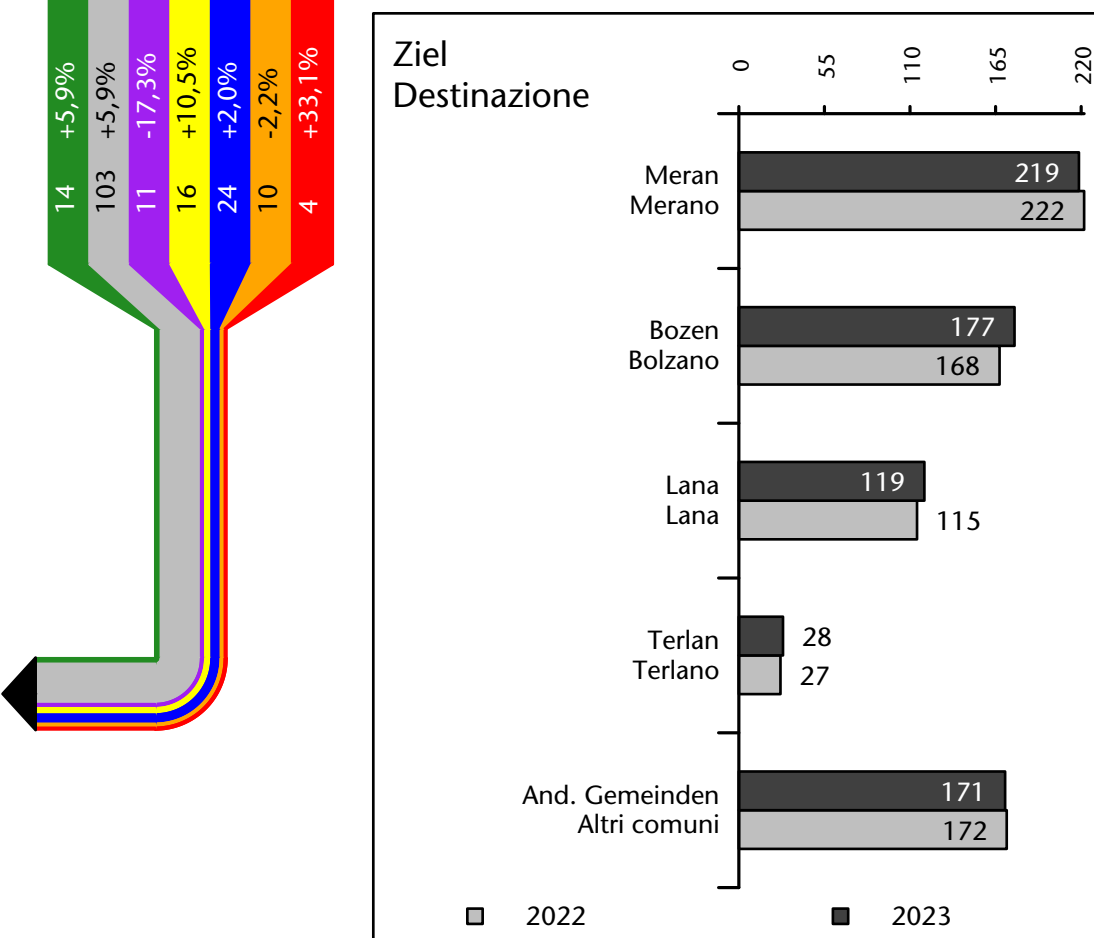 14 +5,9%
103 +5,9%
11 -17,3%
16 +10,5%
24 +2,0%
10 -2,2%
4 +33,1%
Ziel
Destinazione
0 55 110 165 220
Meran
Merano
219
222
Bozen
Bolzano
177
168
Lana
Lana
119
115
Terlan
Terlano
28
27
And. Gemeinden
Altri comuni
171
172
2022 2023